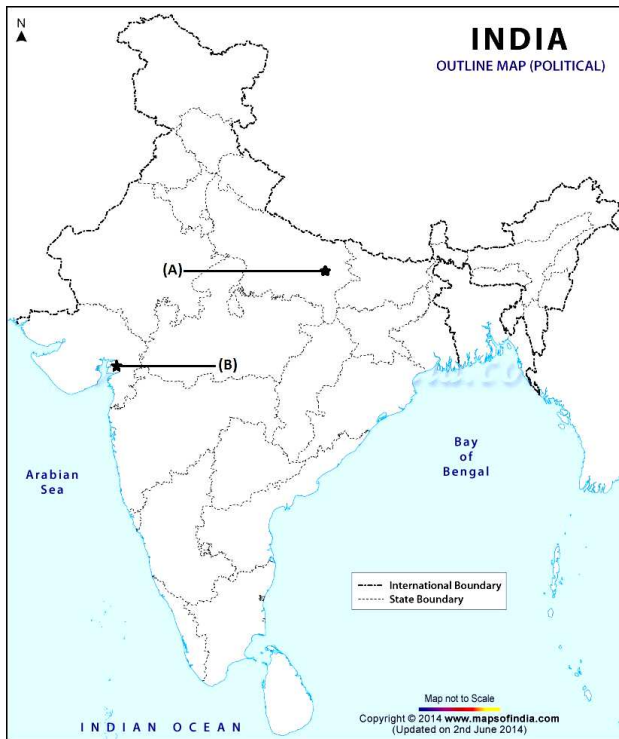 N
INDIA
OUTLINE MAP (POLITICAL)
(A)
(B)
Arabian
Sea
Bay
of
Bengal
International Boundary
State Boundary
Map not to Scale
Copyright © 2014 www.mapsofindia.com
(Updated on 2nd June 2014)
INDIAN OCEAN